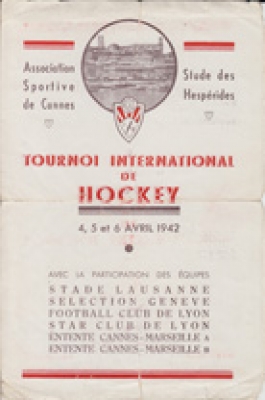 Association
Sportive
de Cannes
Stude des
Hespérides
TOURNOI INTERNATIONAL
DE
HOCKEY
4, 5 et 6 AVRIL 1942
AVEC LA PARTICIPATION DES ÉQUIPES
STADE LAUSANNE
SELECTION GENEVE
FOOTBALL CLUB DE LYON
STAR CLUB DE LYON
ENTENTE CANNES-MARSEILLE A
ENTENTE CANNES-MARSEILLE B